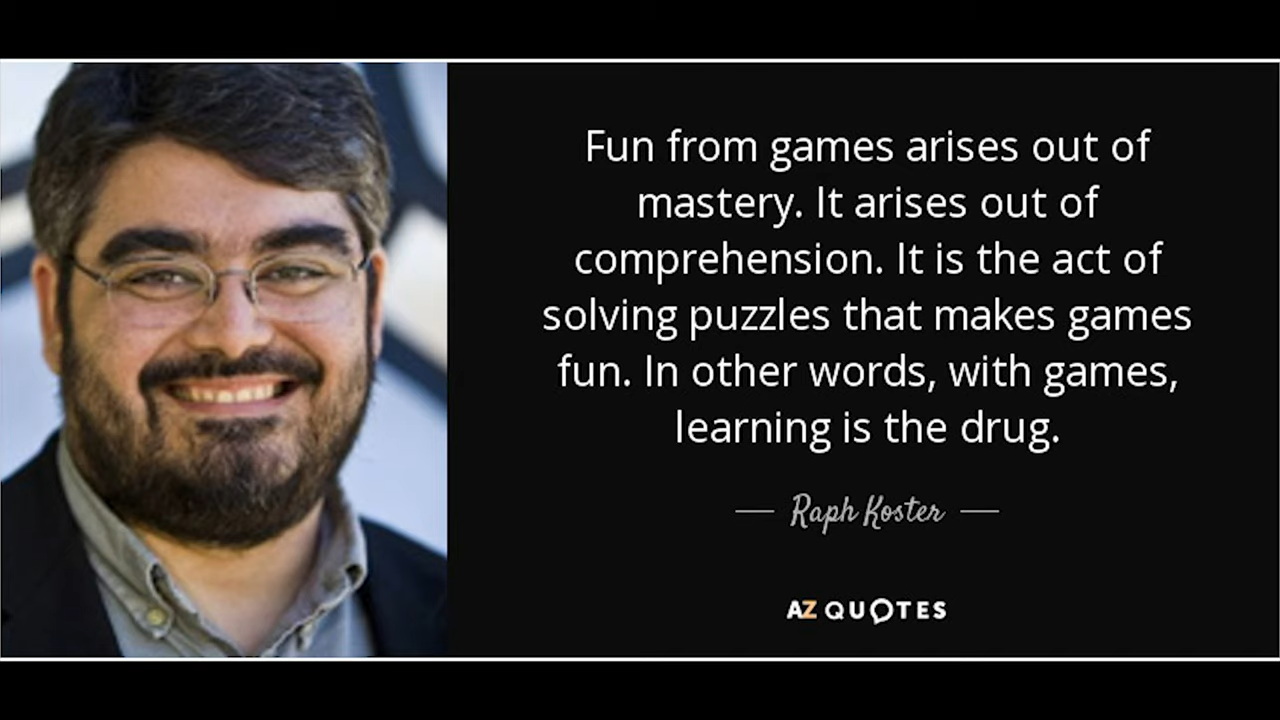 Fun from games arises out of
mastery. It arises out of
comprehension. It is the act of
solving puzzles that makes games
fun. In other words, with games,
learning is the drug.
Raph Koster
AZ QUOTES